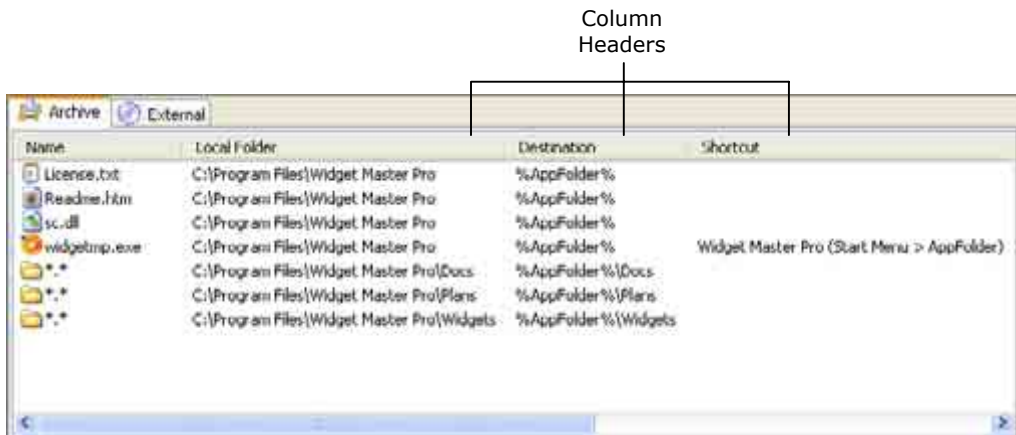 Column
Headers
Archive External
Name Local Folder Destination Shortcut
License.txt C:\Program Files\Widget Master Pro %AppFolder%
Readme.htm C:\Program Files\Widget Master Pro %AppFolder%
sc.dll C:\Program Files\Widget Master Pro %AppFolder%
widgetmp.exe C:\Program Files\Widget Master Pro %AppFolder% Widget Master Pro (Start Menu > AppFolder)
*.* C:\Program Files\Widget Master Pro\Docs %AppFolder%\Docs
*.* C:\Program Files\Widget Master Pro\Plans %AppFolder%\Plans
*.* C:\Program Files\Widget Master Pro\Widgets %AppFolder%\Widgets